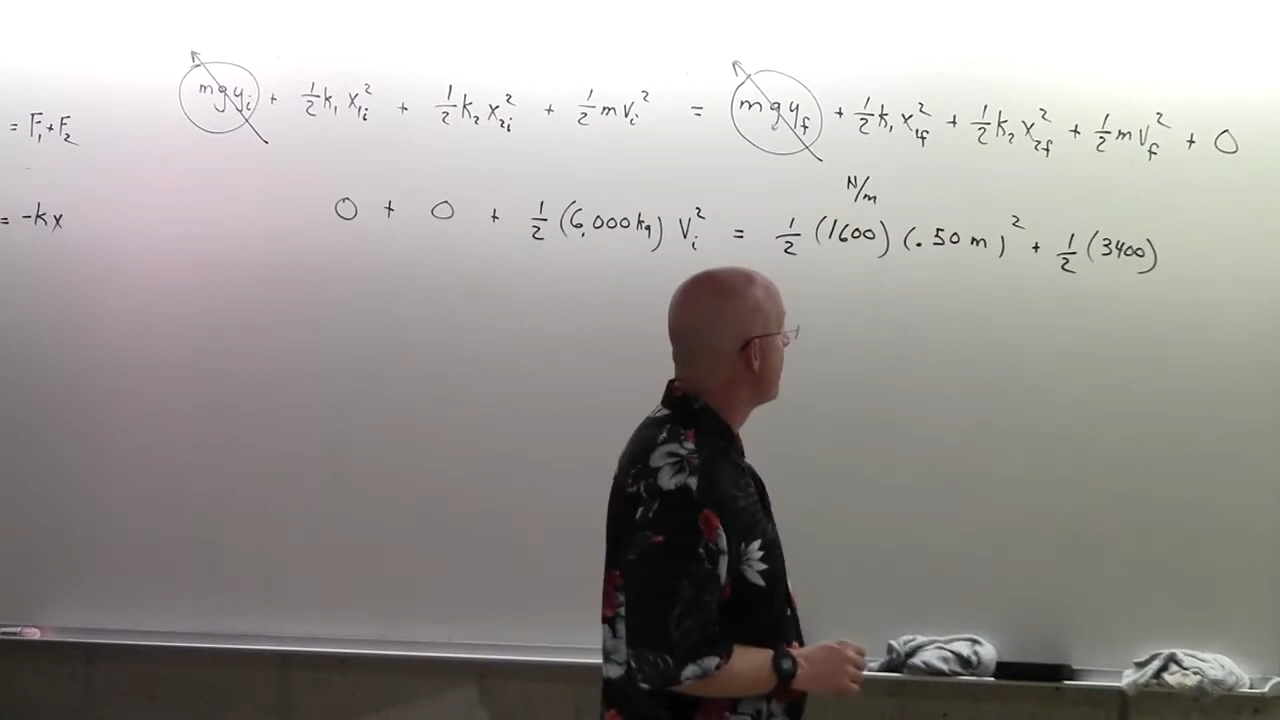 mgyᵢ + ½k₁x₁ᵢ² + ½k₂x₂ᵢ² + ½mvᵢ² = mgy_f + ½k₁x₁f² + ½k₂x₂f² + ½mv_f² + 0
= F₁+F₂
N/m
0 + 0 + ½(6,000kg)Vᵢ² = ½(1600)(.50m)² + ½(3400)
= -kx